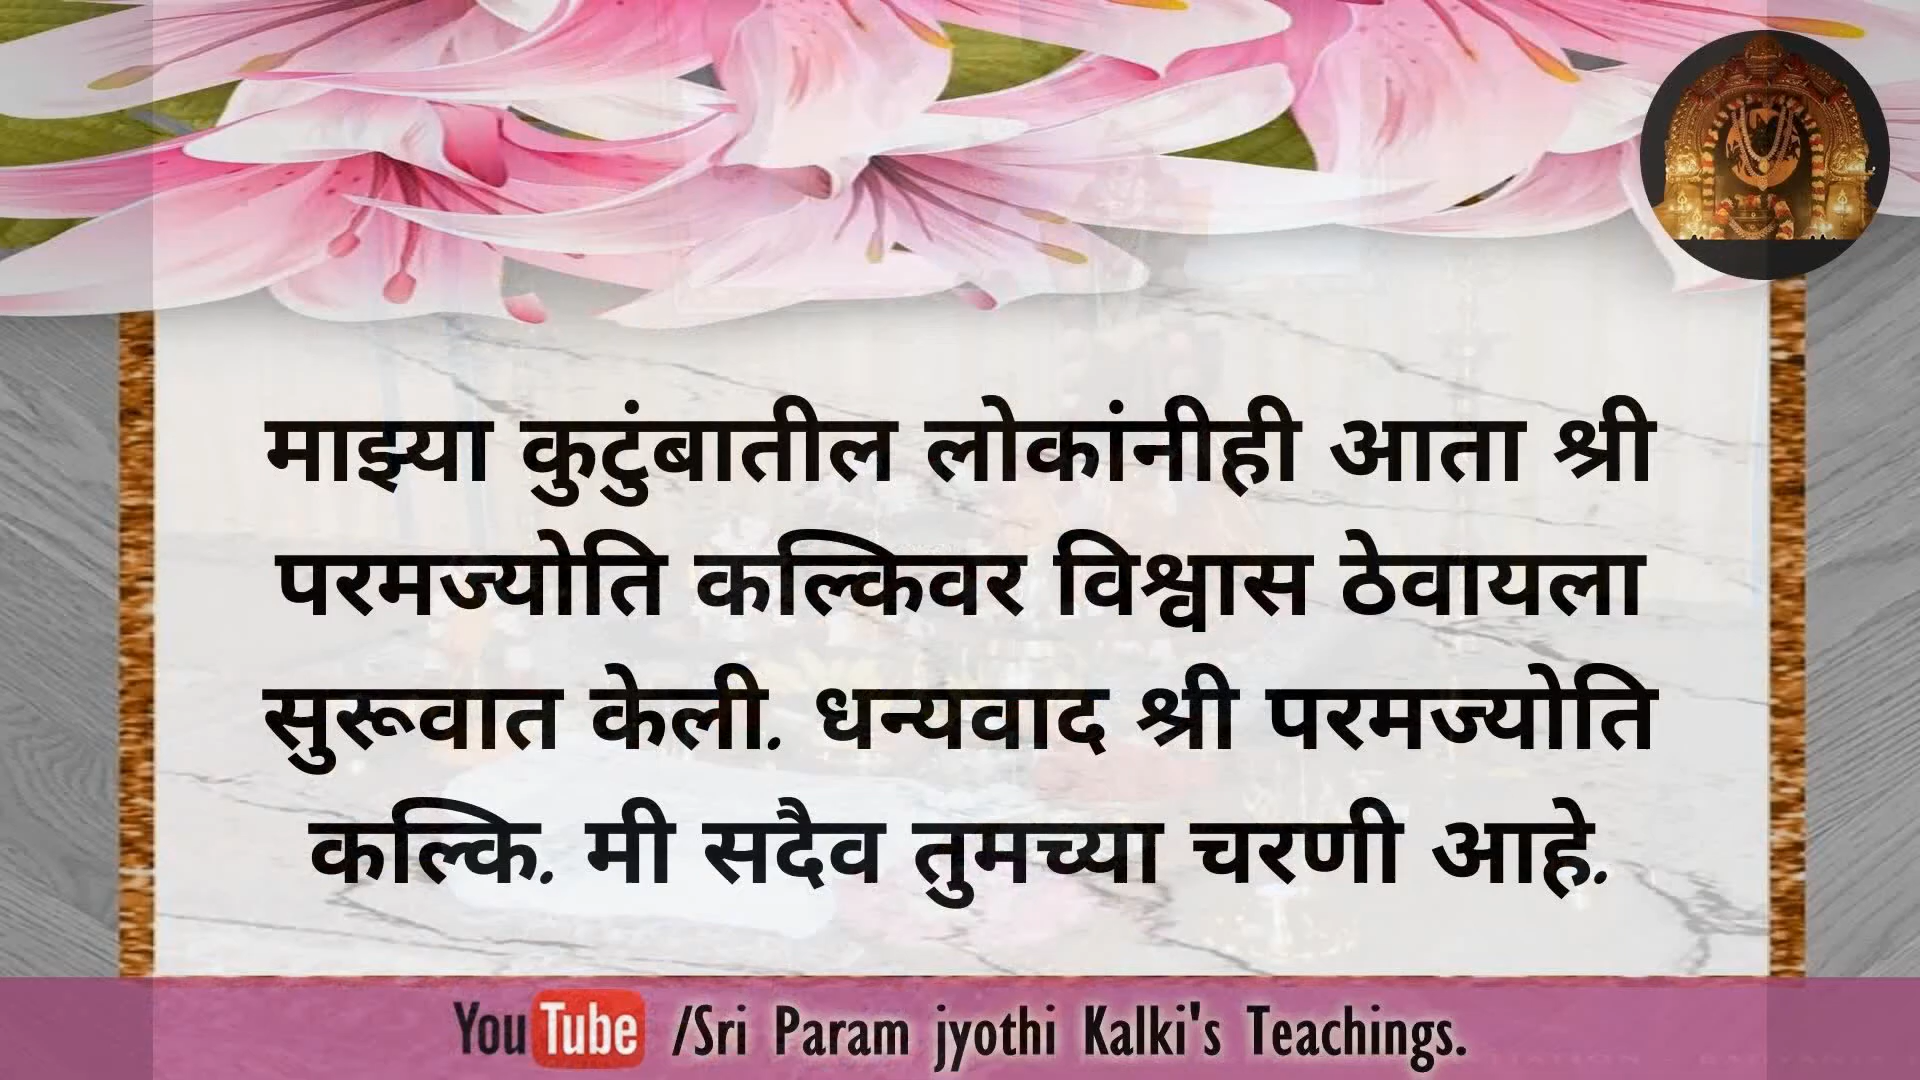 माझ्या कुटुंबातील लोकांनीही आता श्री
परमज्योति कल्किवर विश्वास ठेवायला
सुरूवात केली. धन्यवाद श्री परमज्योति
कल्कि. मी सदैव तुमच्या चरणी आहे.
YouTube /Sri Param jyothi Kalki's Teachings.